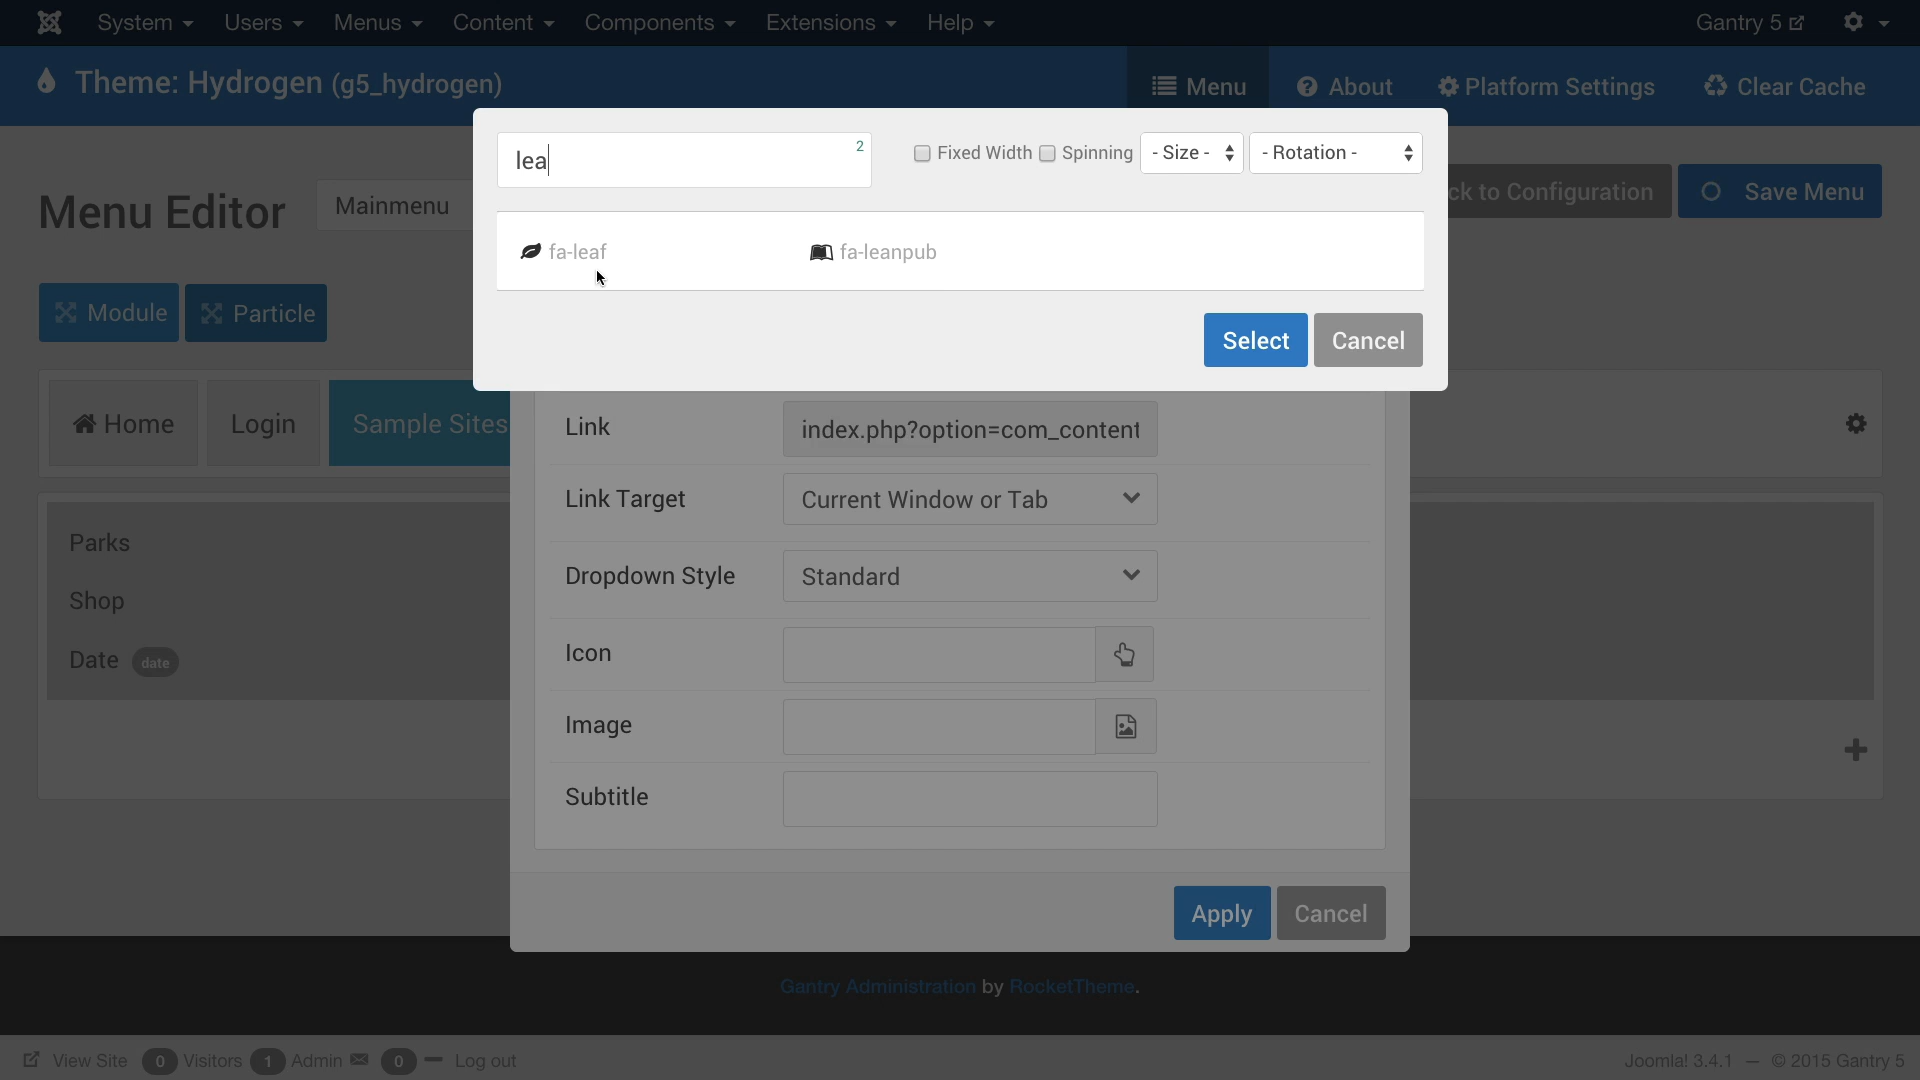 System Users Menus Content Components Extensions Help Gantry 5
Theme: Hydrogen (g5_hydrogen) Menu About Platform Settings Clear Cache
lea 2 Fixed Width Spinning - Size - - Rotation -
Menu Editor Mainmenu ck to Configuration Save Menu
fa-leaf fa-leanpub
Module Particle
Select Cancel
Home Login Sample Sites
Link index.php?option=com_content
Link Target Current Window or Tab
Parks
Dropdown Style Standard
Shop
Icon
Date date
Image
Subtitle
Apply Cancel
Gantry Administration by RocketTheme.
View Site 0 Visitors 1 Admin 0 Log out Joomla! 3.4.1 — © 2015 Gantry 5